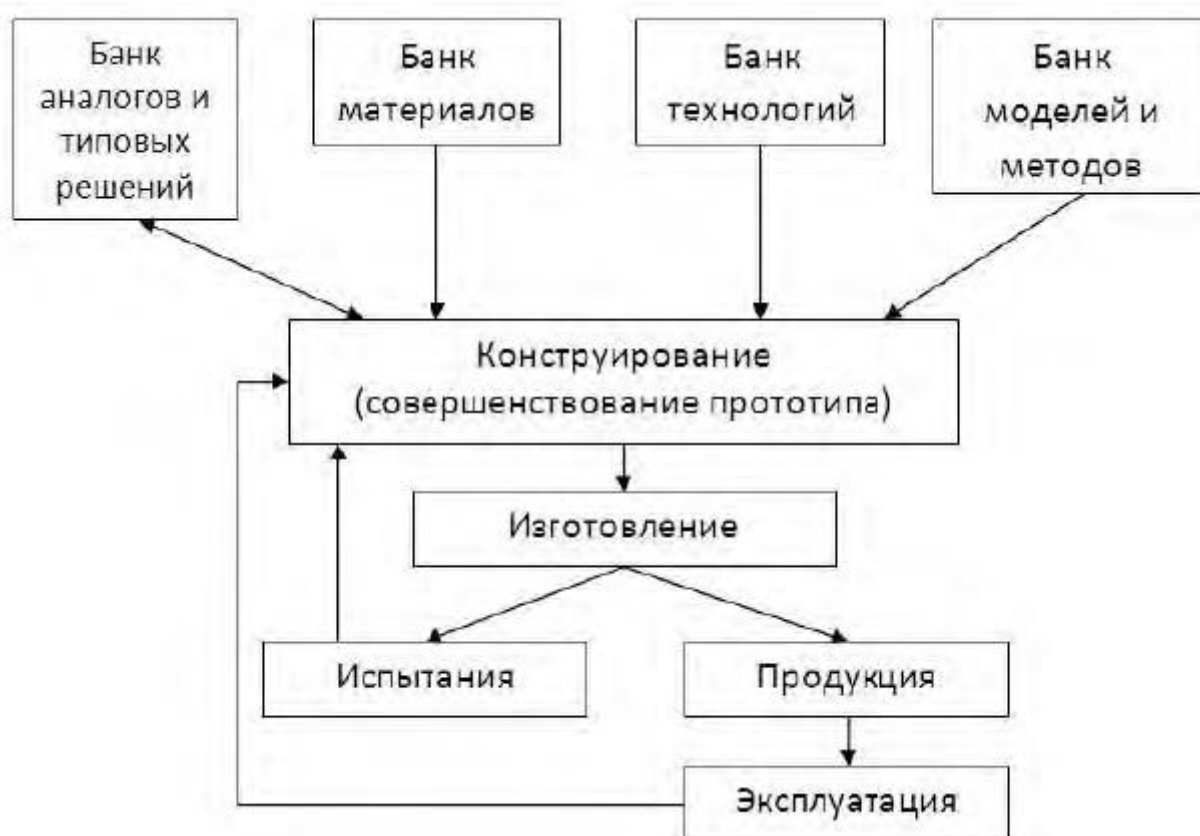 Банк
аналогов и
типовых
решений
Банк
материалов
Банк
технологий
Банк
моделей и
методов
Конструирование
(совершенствование прототипа)
Изготовление
Испытания
Продукция
Эксплуатация